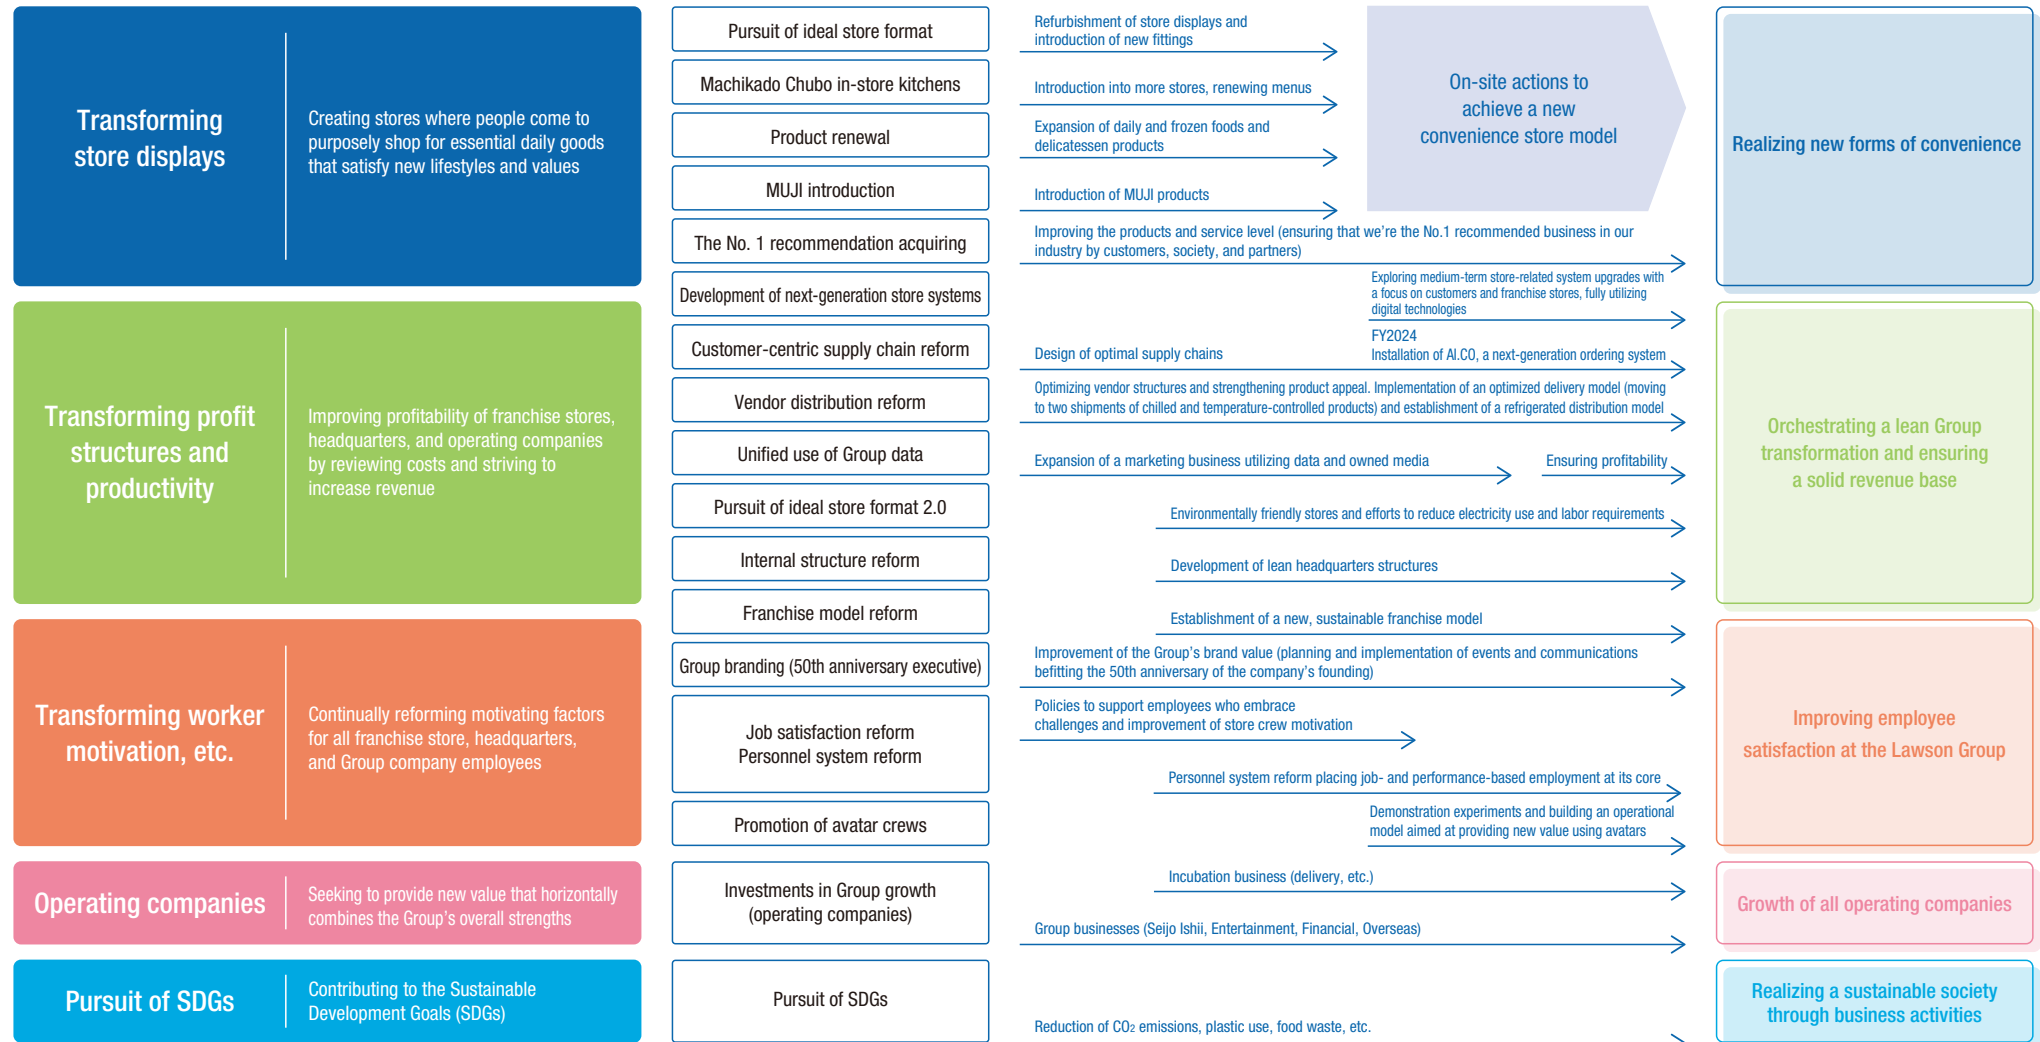 Transforming
store displays
Creating stores where people come to
purposely shop for essential daily goods
that satisfy new lifestyles and values
Transforming profit
structures and
productivity
Improving profitability of franchise stores,
headquarters, and operating companies
by reviewing costs and striving to
increase revenue
Transforming worker
motivation, etc.
Continually reforming motivating factors
for all franchise store, headquarters,
and Group company employees
Operating companies
Seeking to provide new value that horizontally
combines the Group's overall strengths
Pursuit of SDGs
Contributing to the Sustainable
Development Goals (SDGs)
Pursuit of ideal store format
Machikado Chubo in-store kitchens
Product renewal
MUJI introduction
The No. 1 recommendation acquiring
Development of next-generation store systems
Customer-centric supply chain reform
Vendor distribution reform
Unified use of Group data
Pursuit of ideal store format 2.0
Internal structure reform
Franchise model reform
Group branding (50th anniversary executive)
Job satisfaction reform
Personnel system reform
Promotion of avatar crews
Investments in Group growth
(operating companies)
Pursuit of SDGs
Refurbishment of store displays and
introduction of new fittings
Introduction into more stores, renewing menus
Expansion of daily and frozen foods and
delicatessen products
Introduction of MUJI products
On-site actions to
achieve a new
convenience store model
Improving the products and service level (ensuring that we're the No.1 recommended business in our
industry by customers, society, and partners)
Exploring medium-term store-related system upgrades with
a focus on customers and franchise stores, fully utilizing
digital technologies
Design of optimal supply chains
FY2024
Installation of AI.CO, a next-generation ordering system
Optimizing vendor structures and strengthening product appeal. Implementation of an optimized delivery model (moving
to two shipments of chilled and temperature-controlled products) and establishment of a refrigerated distribution model
Expansion of a marketing business utilizing data and owned media
Ensuring profitability
Environmentally friendly stores and efforts to reduce electricity use and labor requirements
Development of lean headquarters structures
Establishment of a new, sustainable franchise model
Improvement of the Group's brand value (planning and implementation of events and communications
befitting the 50th anniversary of the company's founding)
Policies to support employees who embrace
challenges and improvement of store crew motivation
Personnel system reform placing job- and performance-based employment at its core
Demonstration experiments and building an operational
model aimed at providing new value using avatars
Incubation business (delivery, etc.)
Group businesses (Seijo Ishii, Entertainment, Financial, Overseas)
Reduction of CO2 emissions, plastic use, food waste, etc.
Realizing new forms of convenience
Orchestrating a lean Group
transformation and ensuring
a solid revenue base
Improving employee
satisfaction at the Lawson Group
Growth of all operating companies
Realizing a sustainable society
through business activities